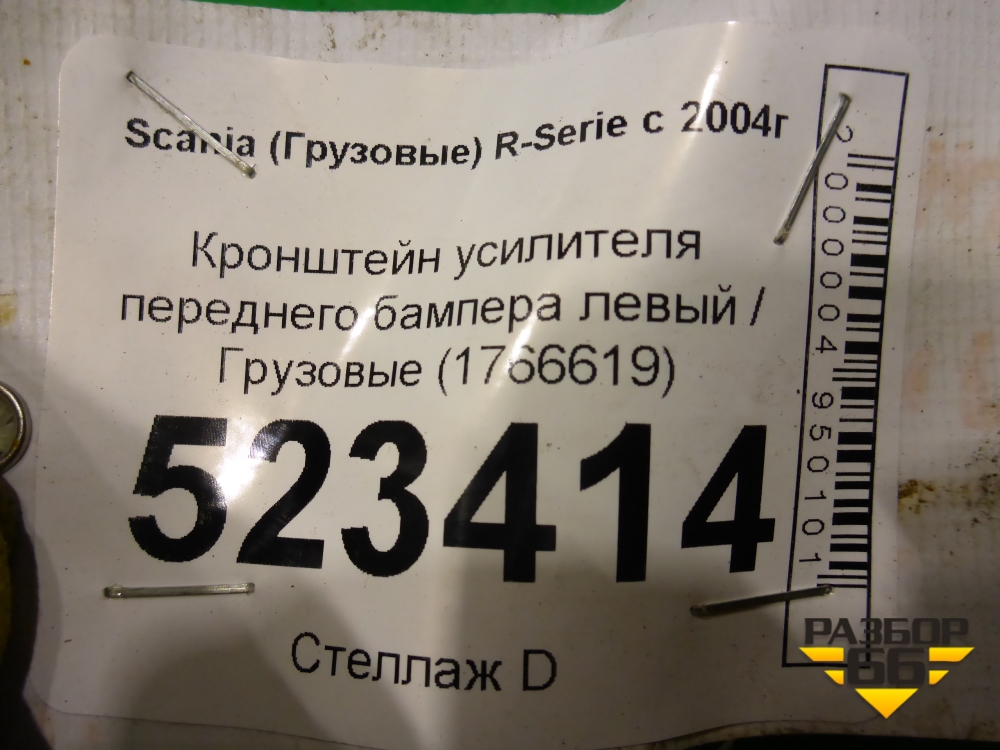 Scania (Грузовые) R-Serie с 2004г
Кронштейн усилителя
переднего бампера левый /
Грузовые (1766619)
523414
Стеллаж D
2000004950101
РАЗБОР
66